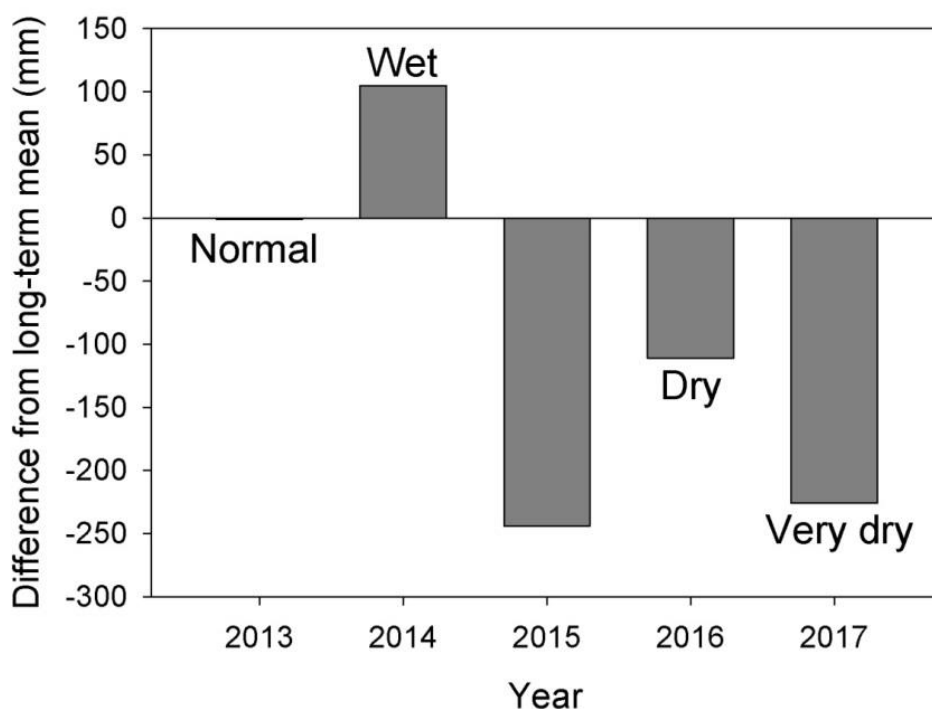 Difference from long-term mean (mm)
150
100
50
0
-50
-100
-150
-200
-250
-300
Wet
Normal
Dry
Very dry
2013 2014 2015 2016 2017
Year